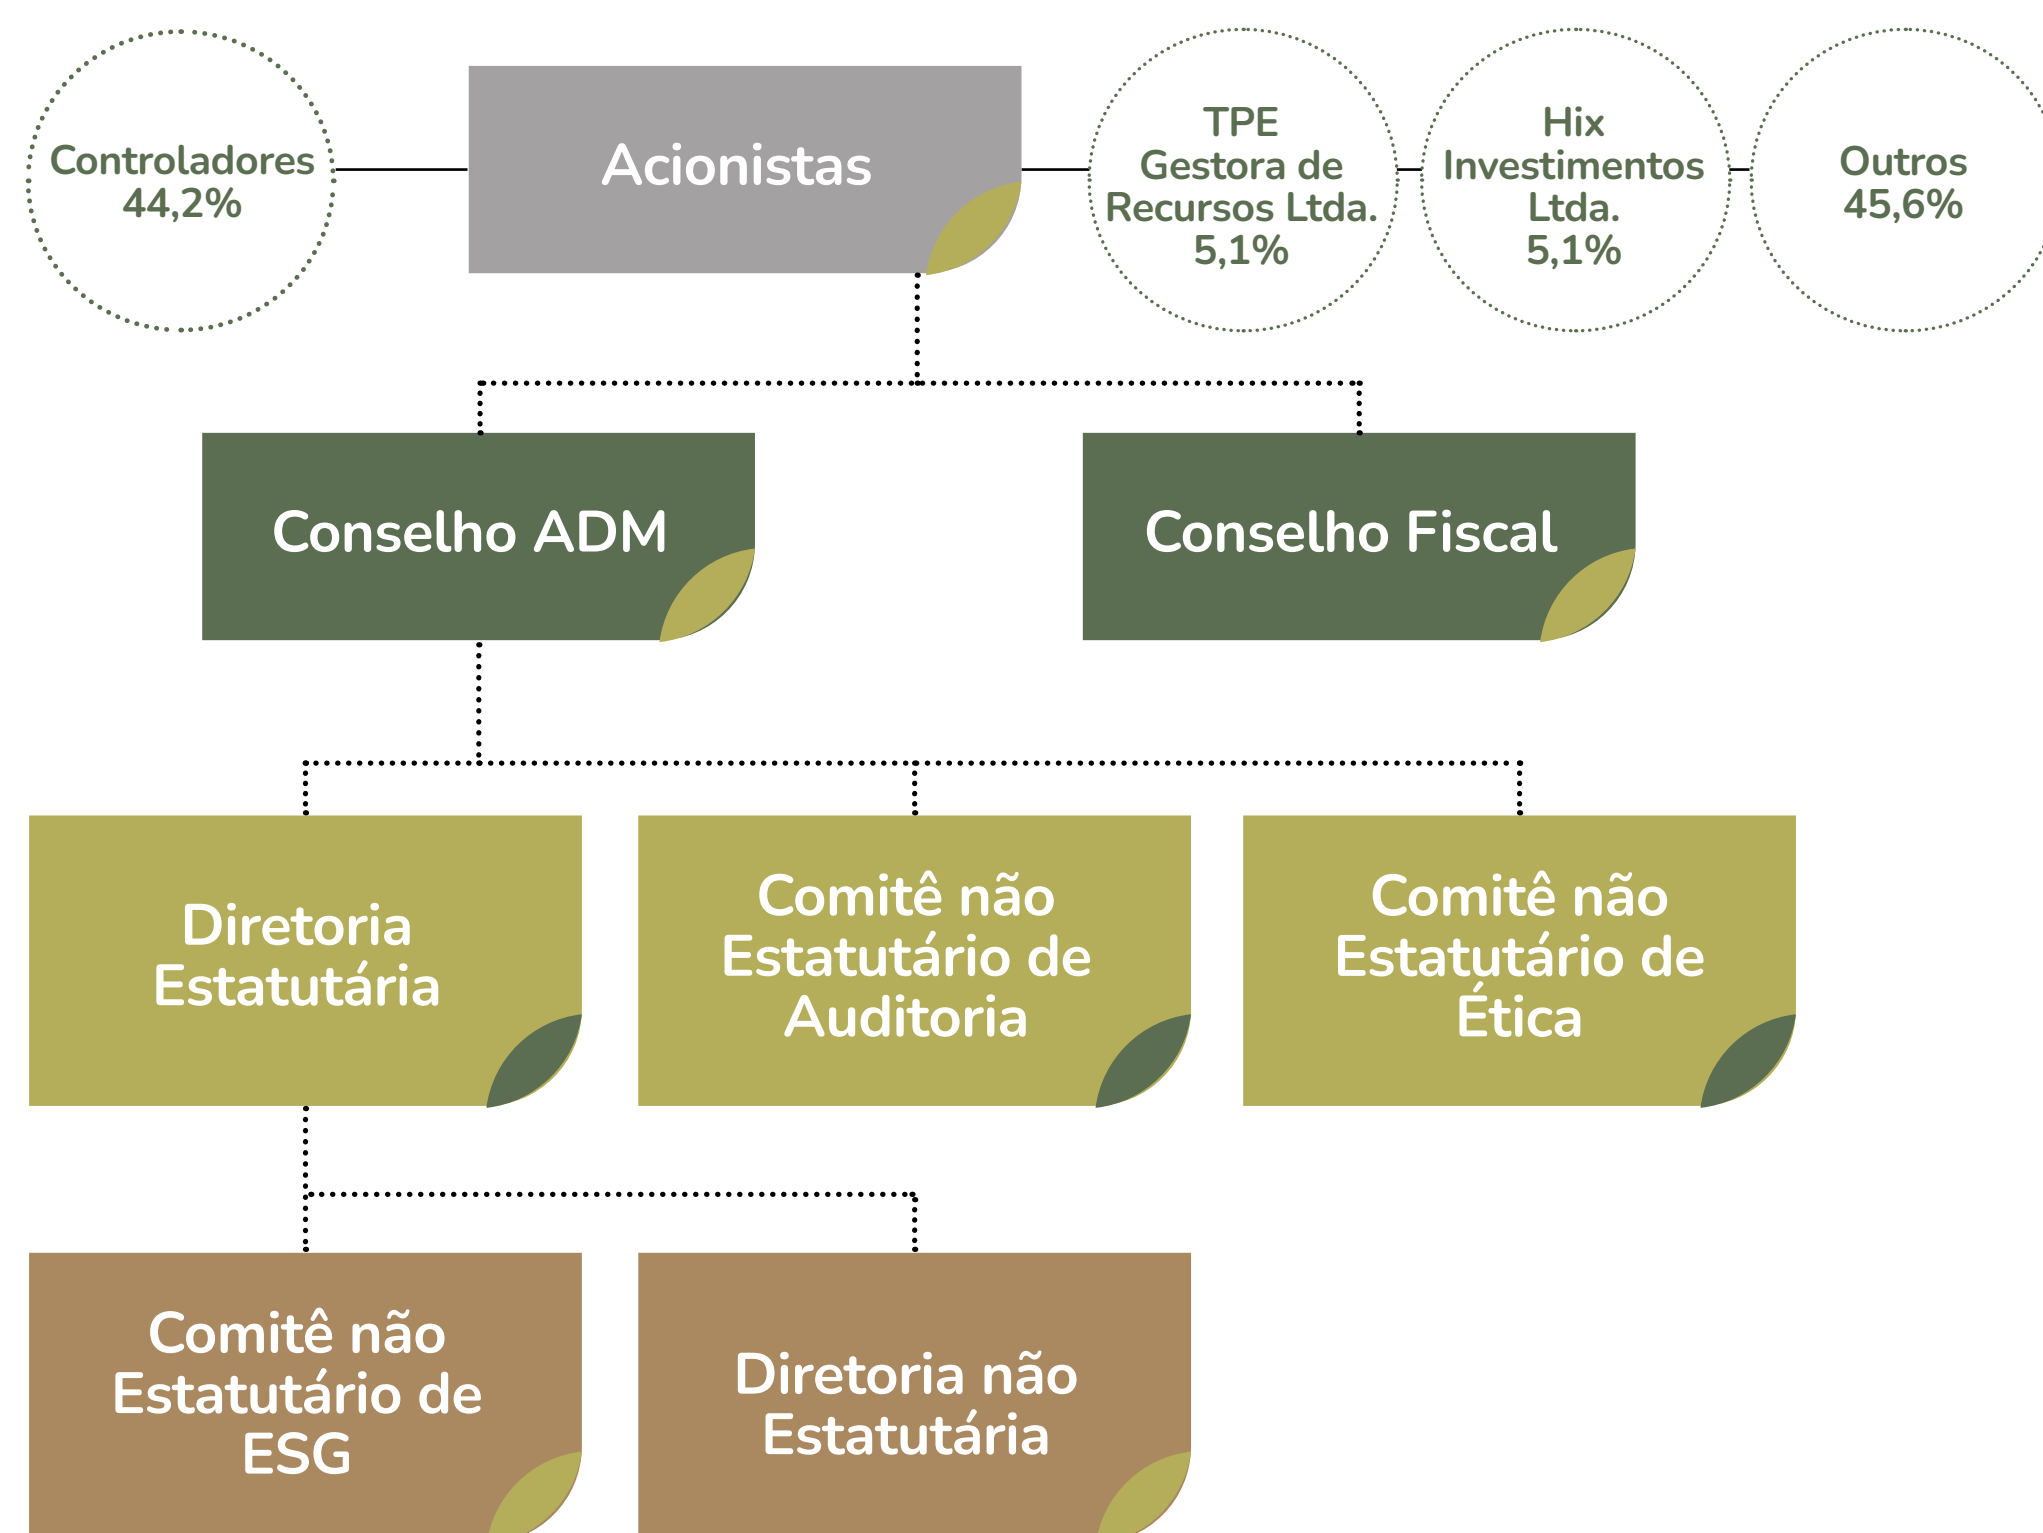 Controladores
44,2%
Acionistas
TPE
Gestora de
Recursos Ltda.
5,1%
Hix
Investimentos
Ltda.
5,1%
Outros
45,6%
Conselho ADM
Conselho Fiscal
Diretoria
Estatutária
Comitê não
Estatutário de
Auditoria
Comitê não
Estatutário de
Ética
Comitê não
Estatutário de
ESG
Diretoria não
Estatutária